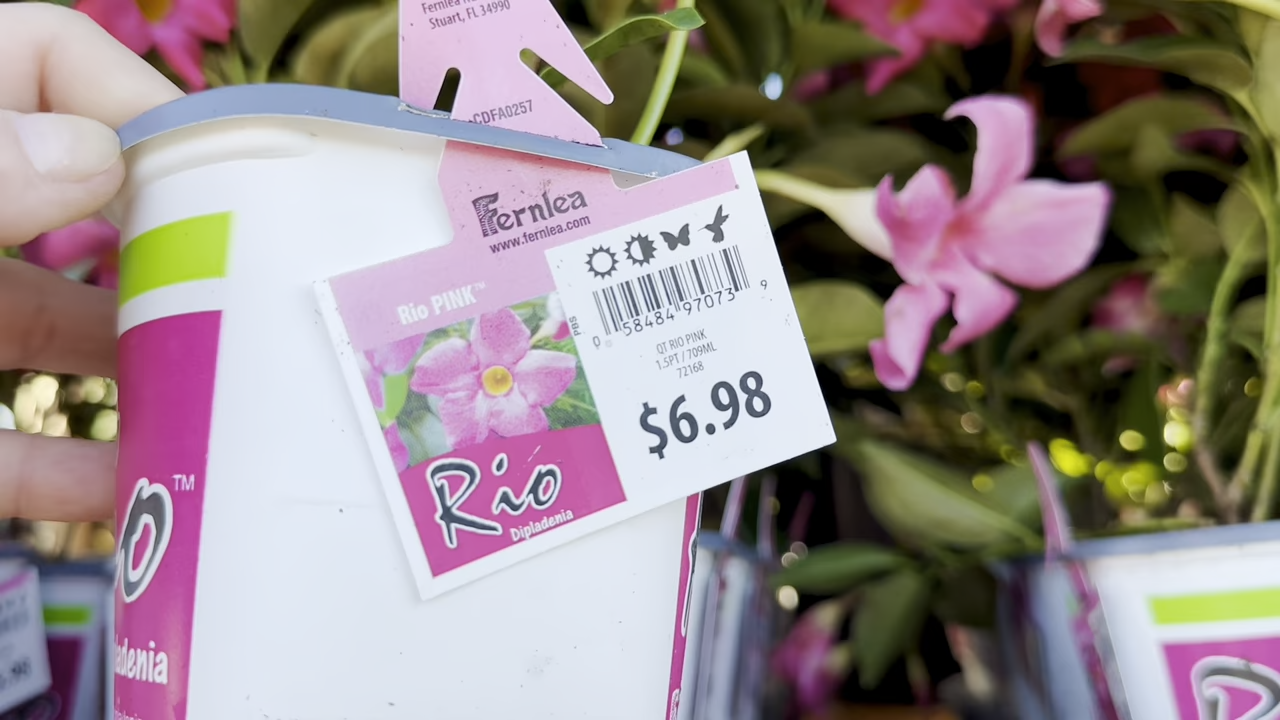 Stuart, FL 34990
CDFA0257
Fernlea
www.fernlea.com
Rio PINK™
PBS
0 58484 97073 9
QT RIO PINK
1.5PT / 709ML
72168
$6.98
Rio
Dipladenia
TM